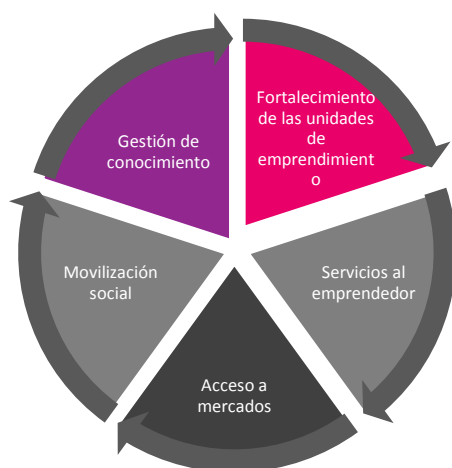 Fortalecimiento
de las unidades
de
emprendimient
o
Servicios al
emprendedor
Acceso a
mercados
Movilización
social
Gestión de
conocimiento